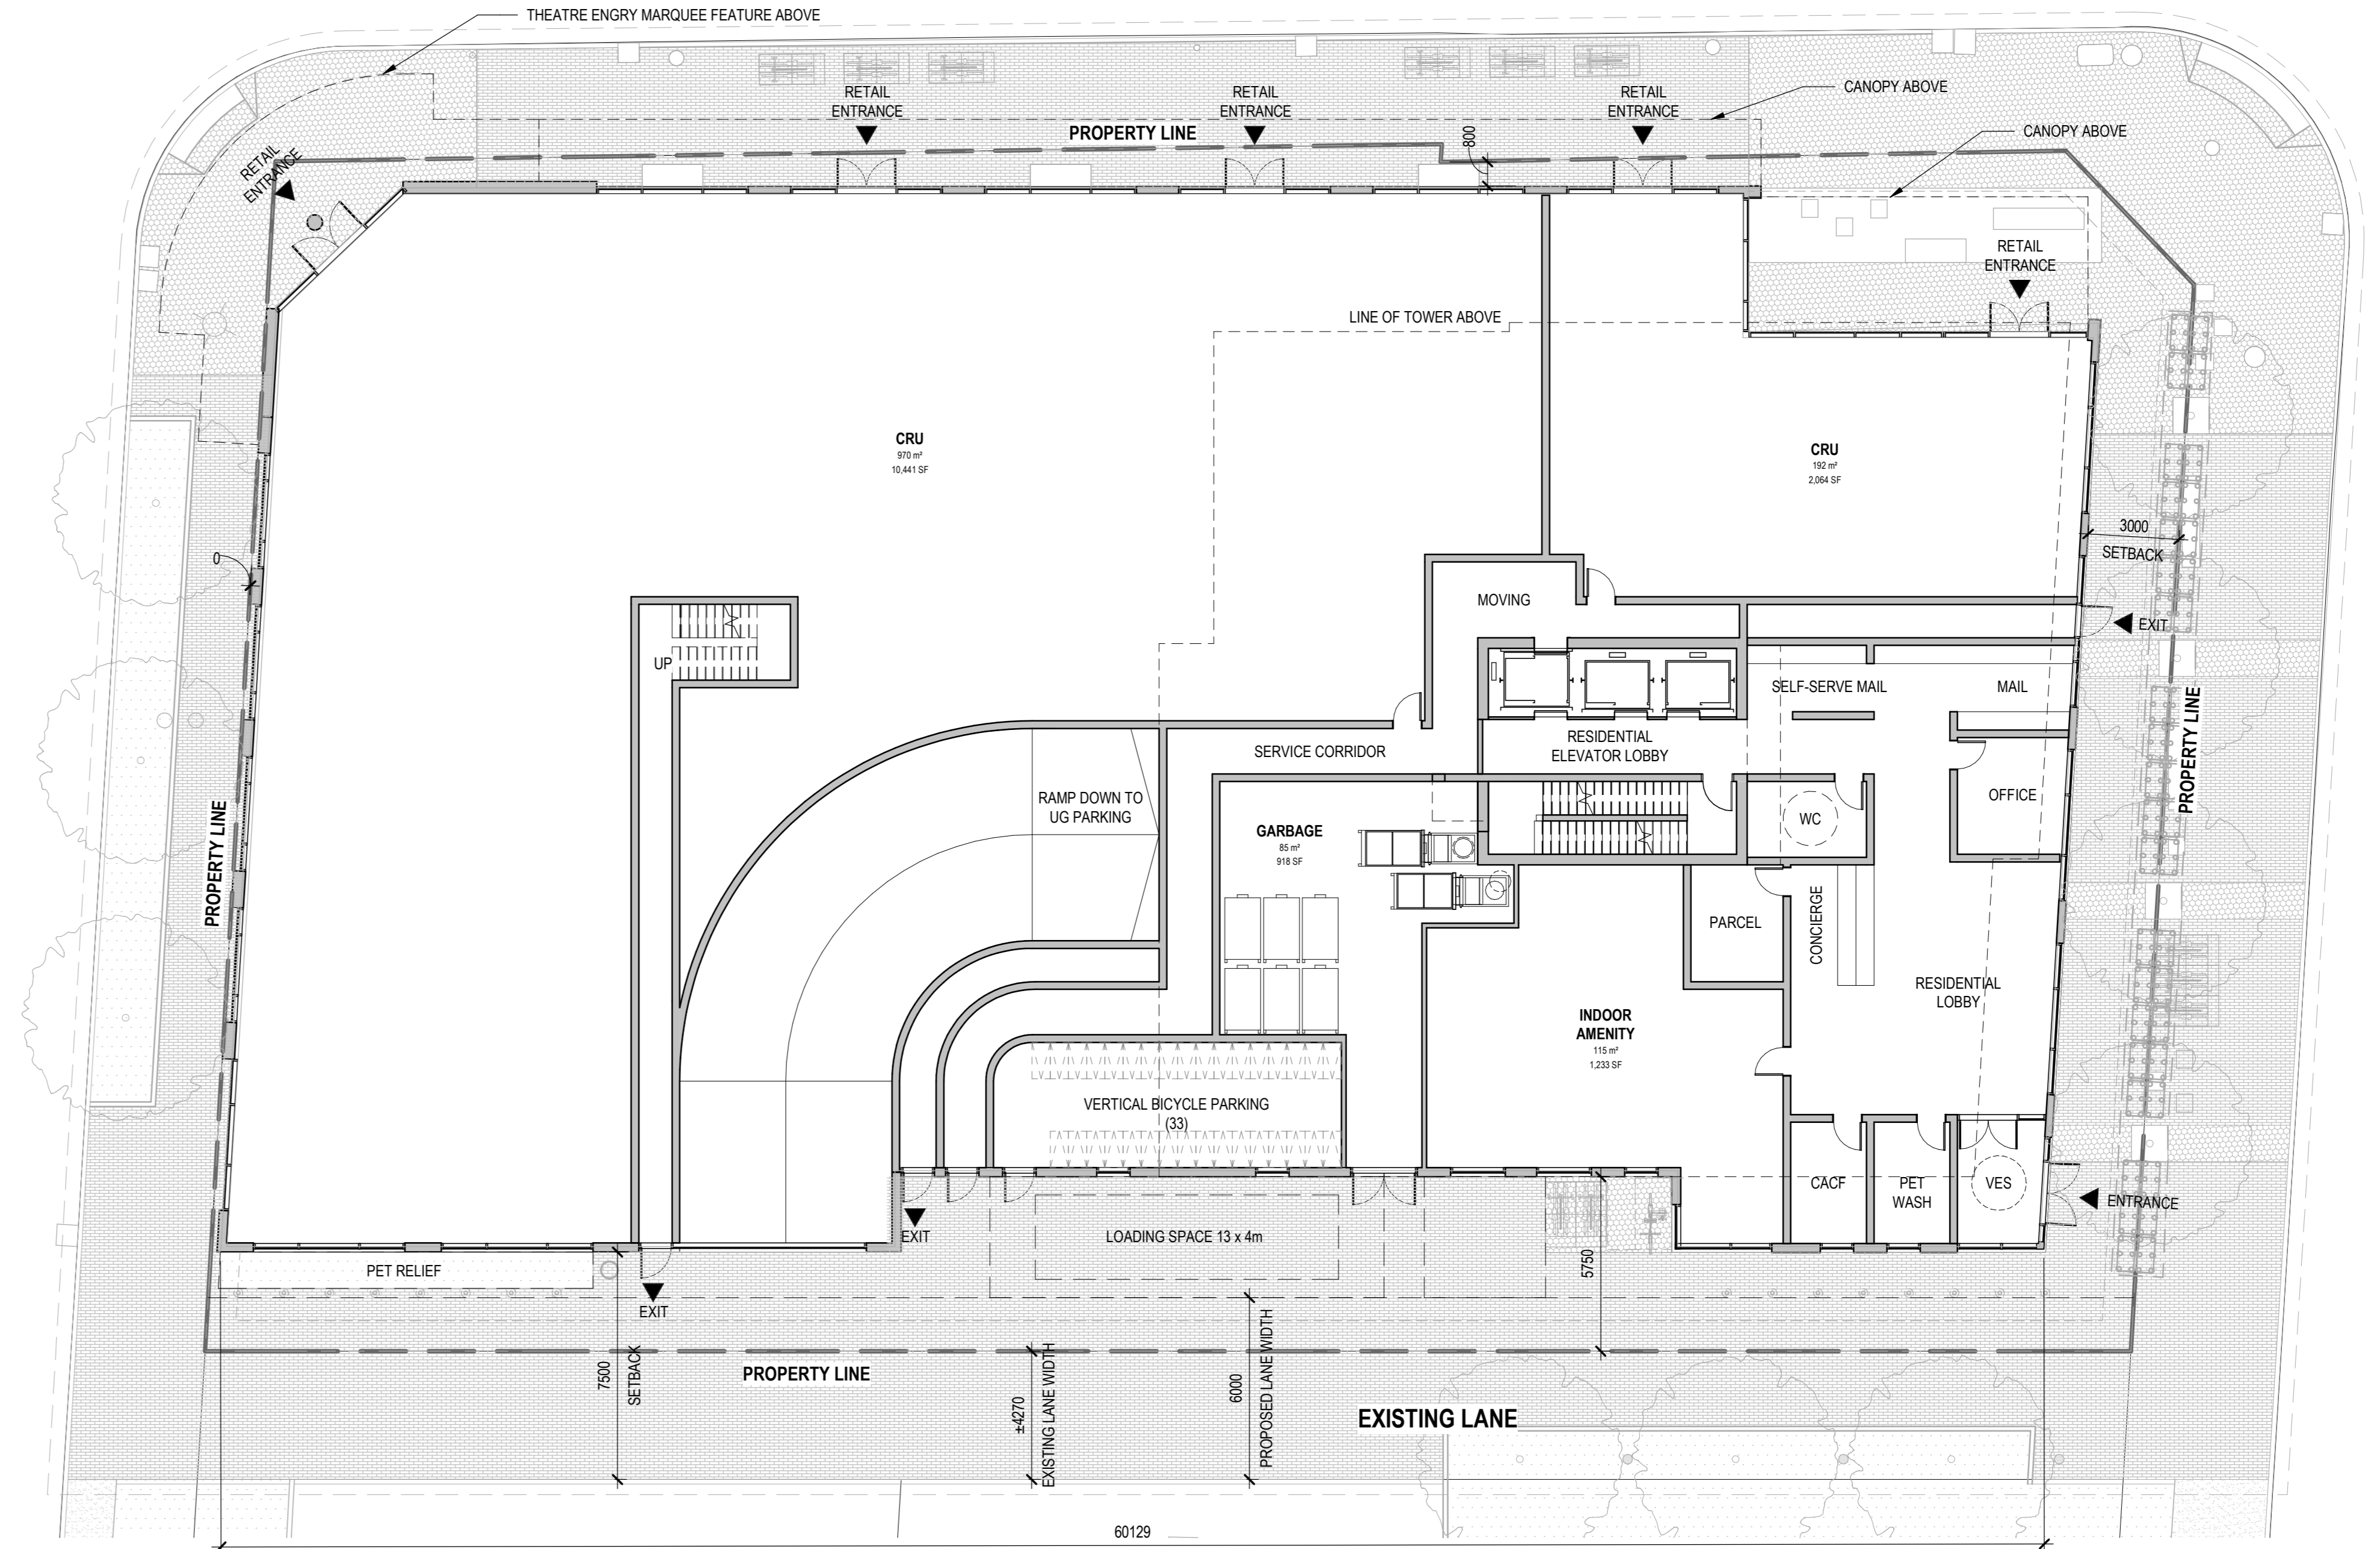 THEATRE ENGRY MARQUEE FEATURE ABOVE
RETAIL
ENTRANCE
RETAIL
ENTRANCE
RETAIL
ENTRANCE
CANOPY ABOVE
PROPERTY LINE
800
CANOPY ABOVE
RETAIL
ENTRANCE
RETAIL
ENTRANCE
LINE OF TOWER ABOVE
CRU
970 m²
10,441 SF
CRU
192 m²
2,064 SF
3000
SETBACK
0
MOVING
EXIT
UP
SELF-SERVE MAIL
MAIL
PROPERTY LINE
SERVICE CORRIDOR
RESIDENTIAL
ELEVATOR LOBBY
RAMP DOWN TO
UG PARKING
OFFICE
GARBAGE
85 m²
918 SF
WC
PROPERTY LINE
PARCEL
CONCIERGE
RESIDENTIAL
LOBBY
INDOOR
AMENITY
115 m²
1,233 SF
VERTICAL BICYCLE PARKING
(33)
CACF
PET
WASH
VES
ENTRANCE
EXIT
LOADING SPACE 13 x 4m
PET RELIEF
5750
EXIT
PROPERTY LINE
7500
SETBACK
±4270
EXISTING LANE WIDTH
6000
PROPOSED LANE WIDTH
EXISTING LANE
60129